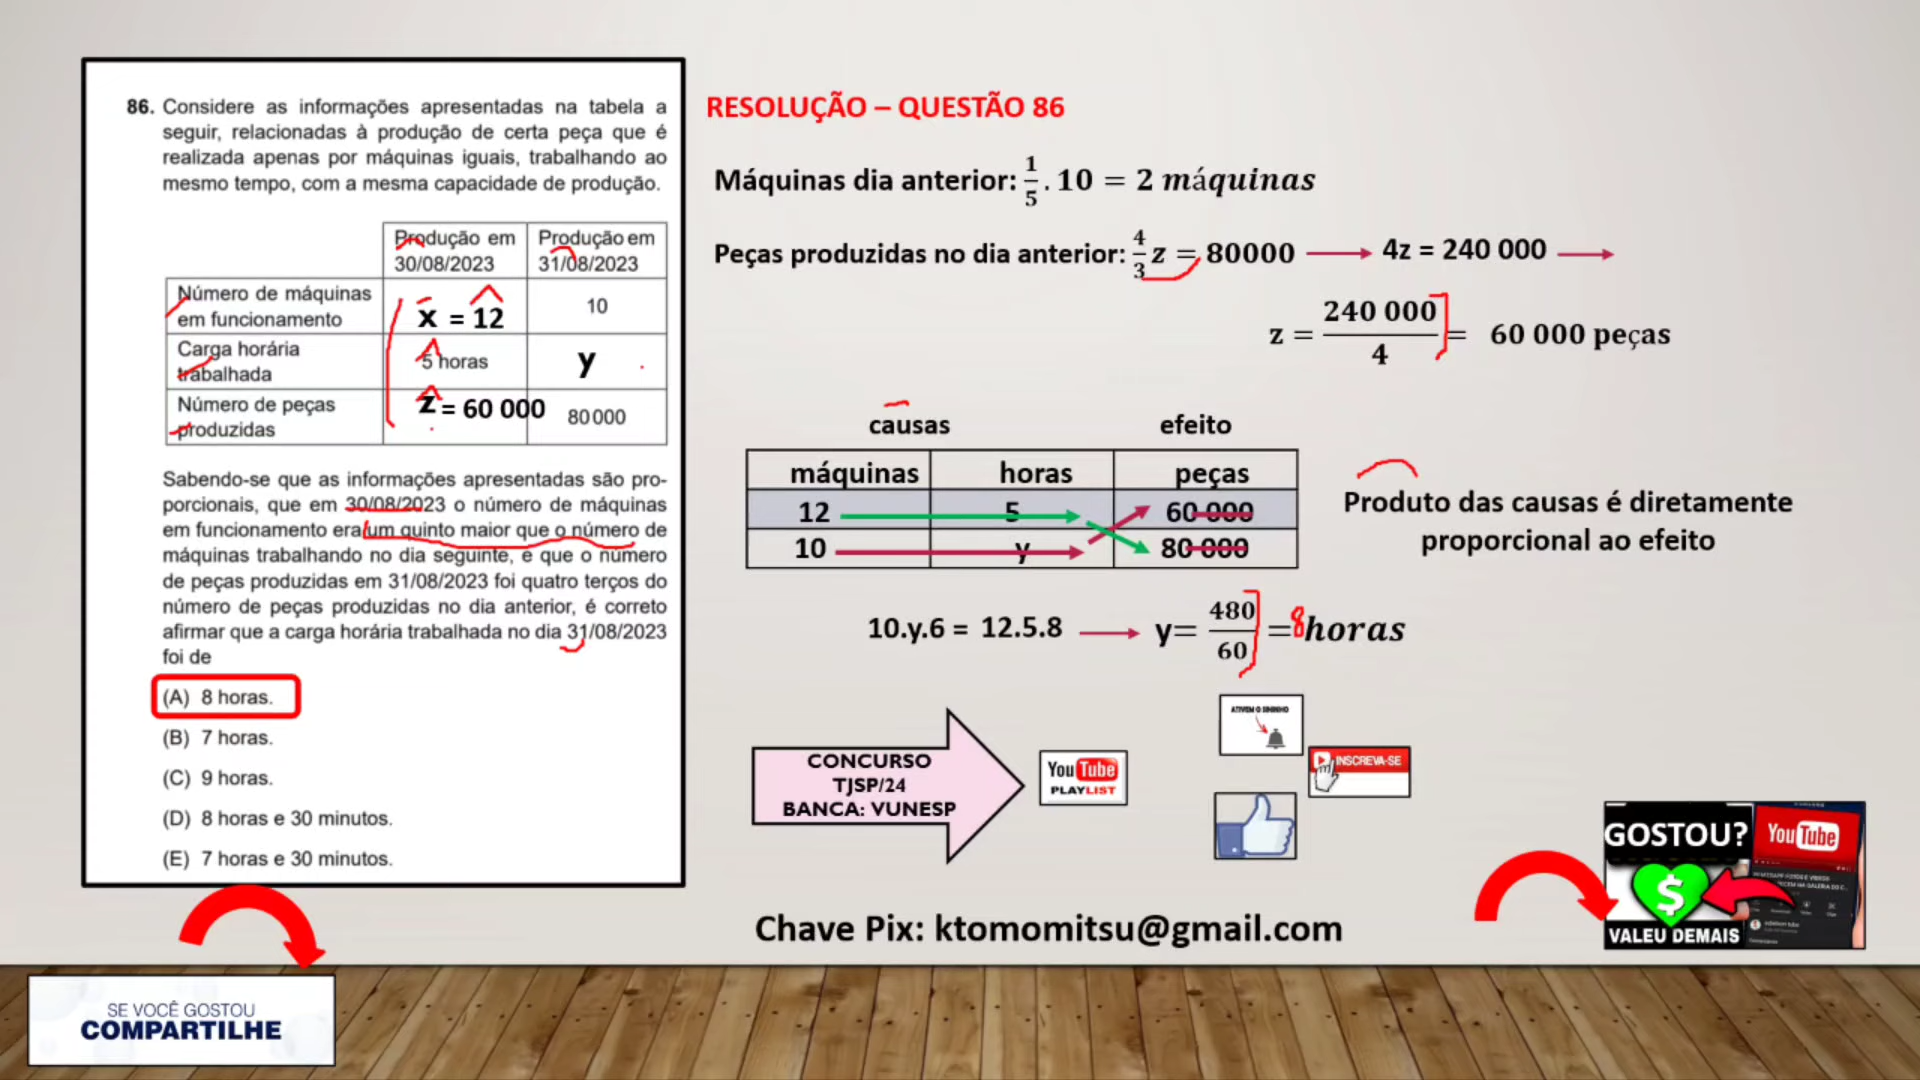 86. Considere as informações apresentadas na tabela a
seguir, relacionadas à produção de certa peça que é
realizada apenas por máquinas iguais, trabalhando ao
mesmo tempo, com a mesma capacidade de produção.
Produção em 30/08/2023
Produção em 31/08/2023
Número de máquinas em funcionamento
x = 12
10
Carga horária trabalhada
5 horas
y
Número de peças produzidas
z = 60 000
80 000
Sabendo-se que as informações apresentadas são pro-
porcionais, que em 30/08/2023 o número de máquinas
em funcionamento era um quinto maior que o número de
máquinas trabalhando no dia seguinte, e que o número
de peças produzidas em 31/08/2023 foi quatro terços do
número de peças produzidas no dia anterior, é correto
afirmar que a carga horária trabalhada no dia 31/08/2023
foi de
(A) 8 horas.
(B) 7 horas.
(C) 9 horas.
(D) 8 horas e 30 minutos.
(E) 7 horas e 30 minutos.
SE VOCÊ GOSTOU
COMPARTILHE
RESOLUÇÃO – QUESTÃO 86
Máquinas dia anterior: 1/5 . 10 = 2 máquinas
Peças produzidas no dia anterior: 4/3 z = 80000 → 4z = 240 000 →
z = 240 000/4 = 60 000 peças
causas efeito
máquinas horas peças
12 5 60 000
10 y 80 000
Produto das causas é diretamente
proporcional ao efeito
10.y.6 = 12.5.8 → y= 480/60 =8horas
CONCURSO
TJSP/24
BANCA: VUNESP
YouTube
PLAYLIST
ATIVEM O SININHO
INSCREVA-SE
GOSTOU?
YouTube
$
VALEU DEMAIS
Chave Pix: ktomomitsu@gmail.com